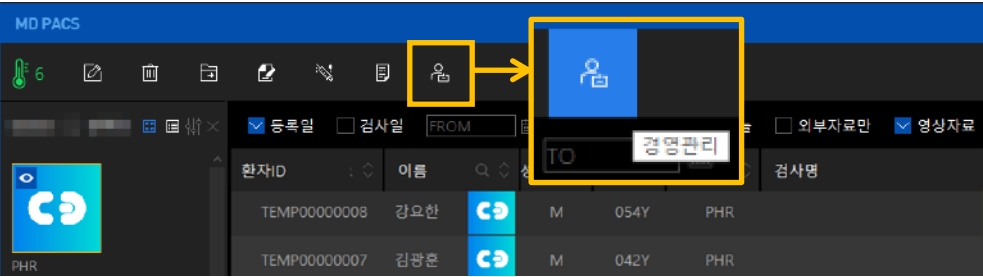 MD PACS
6
등록일 검사일 FROM 외부자료만 영상자료
TO 경영관리
환자ID 이름 검사명
TEMP00000008 강요한 M 054Y PHR
TEMP00000007 김광훈 M 042Y PHR
PHR